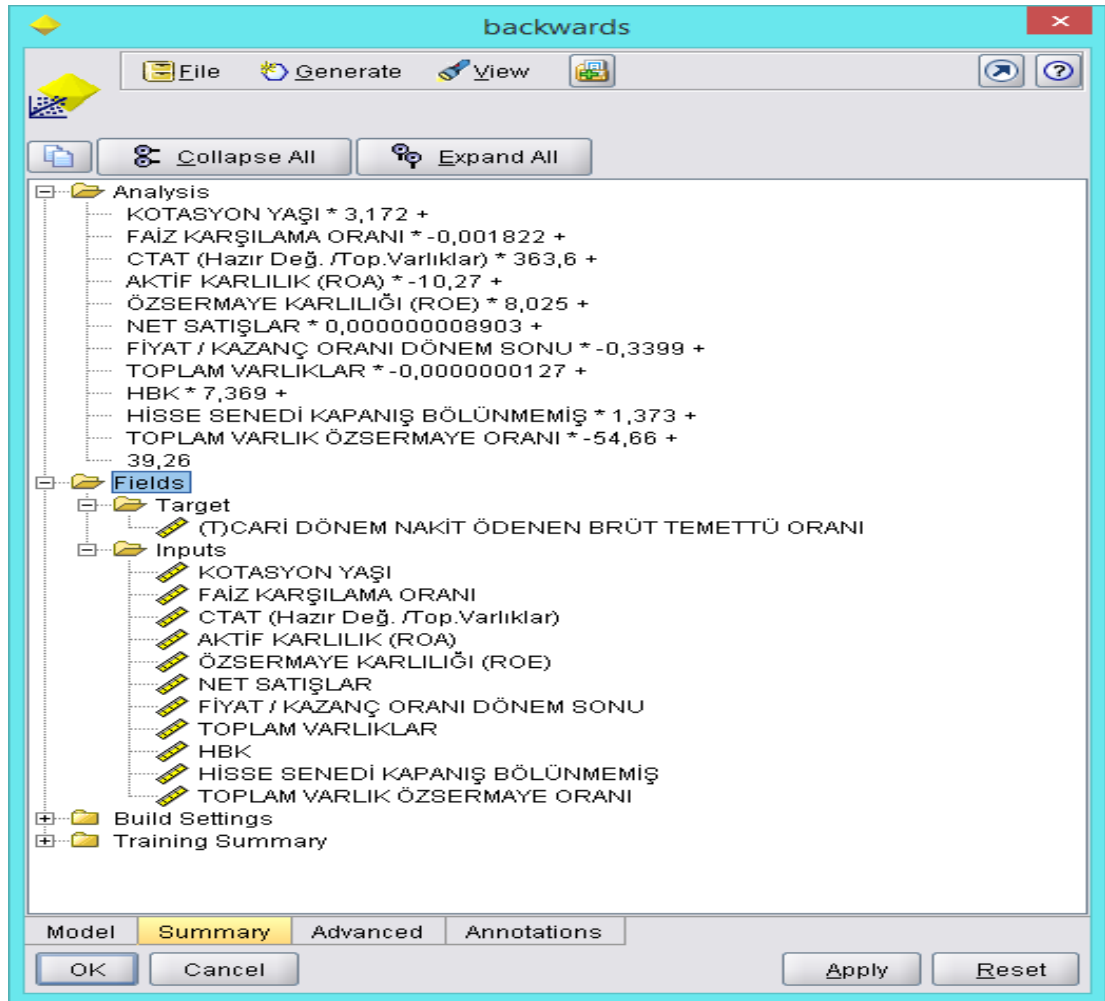 backwards
File Generate View
Collapse All Expand All
Analysis
KOTASYON YAŞI * 3,172 +
FAİZ KARŞILAMA ORANI * -0,001822 +
CTAT (Hazır Değ. /Top.Varlıklar) * 363,6 +
AKTİF KARLILIK (ROA) * -10,27 +
ÖZSERMAYE KARLILIĞI (ROE) * 8,025 +
NET SATIŞLAR * 0,000000008903 +
FİYAT / KAZANÇ ORANI DÖNEM SONU * -0,3399 +
TOPLAM VARLIKLAR * -0,0000000127 +
HBK * 7,369 +
HİSSE SENEDİ KAPANIŞ BÖLÜNMEMİŞ * 1,373 +
TOPLAM VARLIK ÖZSERMAYE ORANI * -54,66 +
39,26
Fields
Target
(T)CARİ DÖNEM NAKİT ÖDENEN BRÜT TEMETTÜ ORANI
Inputs
KOTASYON YAŞI
FAİZ KARŞILAMA ORANI
CTAT (Hazır Değ. /Top.Varlıklar)
AKTİF KARLILIK (ROA)
ÖZSERMAYE KARLILIĞI (ROE)
NET SATIŞLAR
FİYAT / KAZANÇ ORANI DÖNEM SONU
TOPLAM VARLIKLAR
HBK
HİSSE SENEDİ KAPANIŞ BÖLÜNMEMİŞ
TOPLAM VARLIK ÖZSERMAYE ORANI
Build Settings
Training Summary
Model Summary Advanced Annotations
OK Cancel Apply Reset